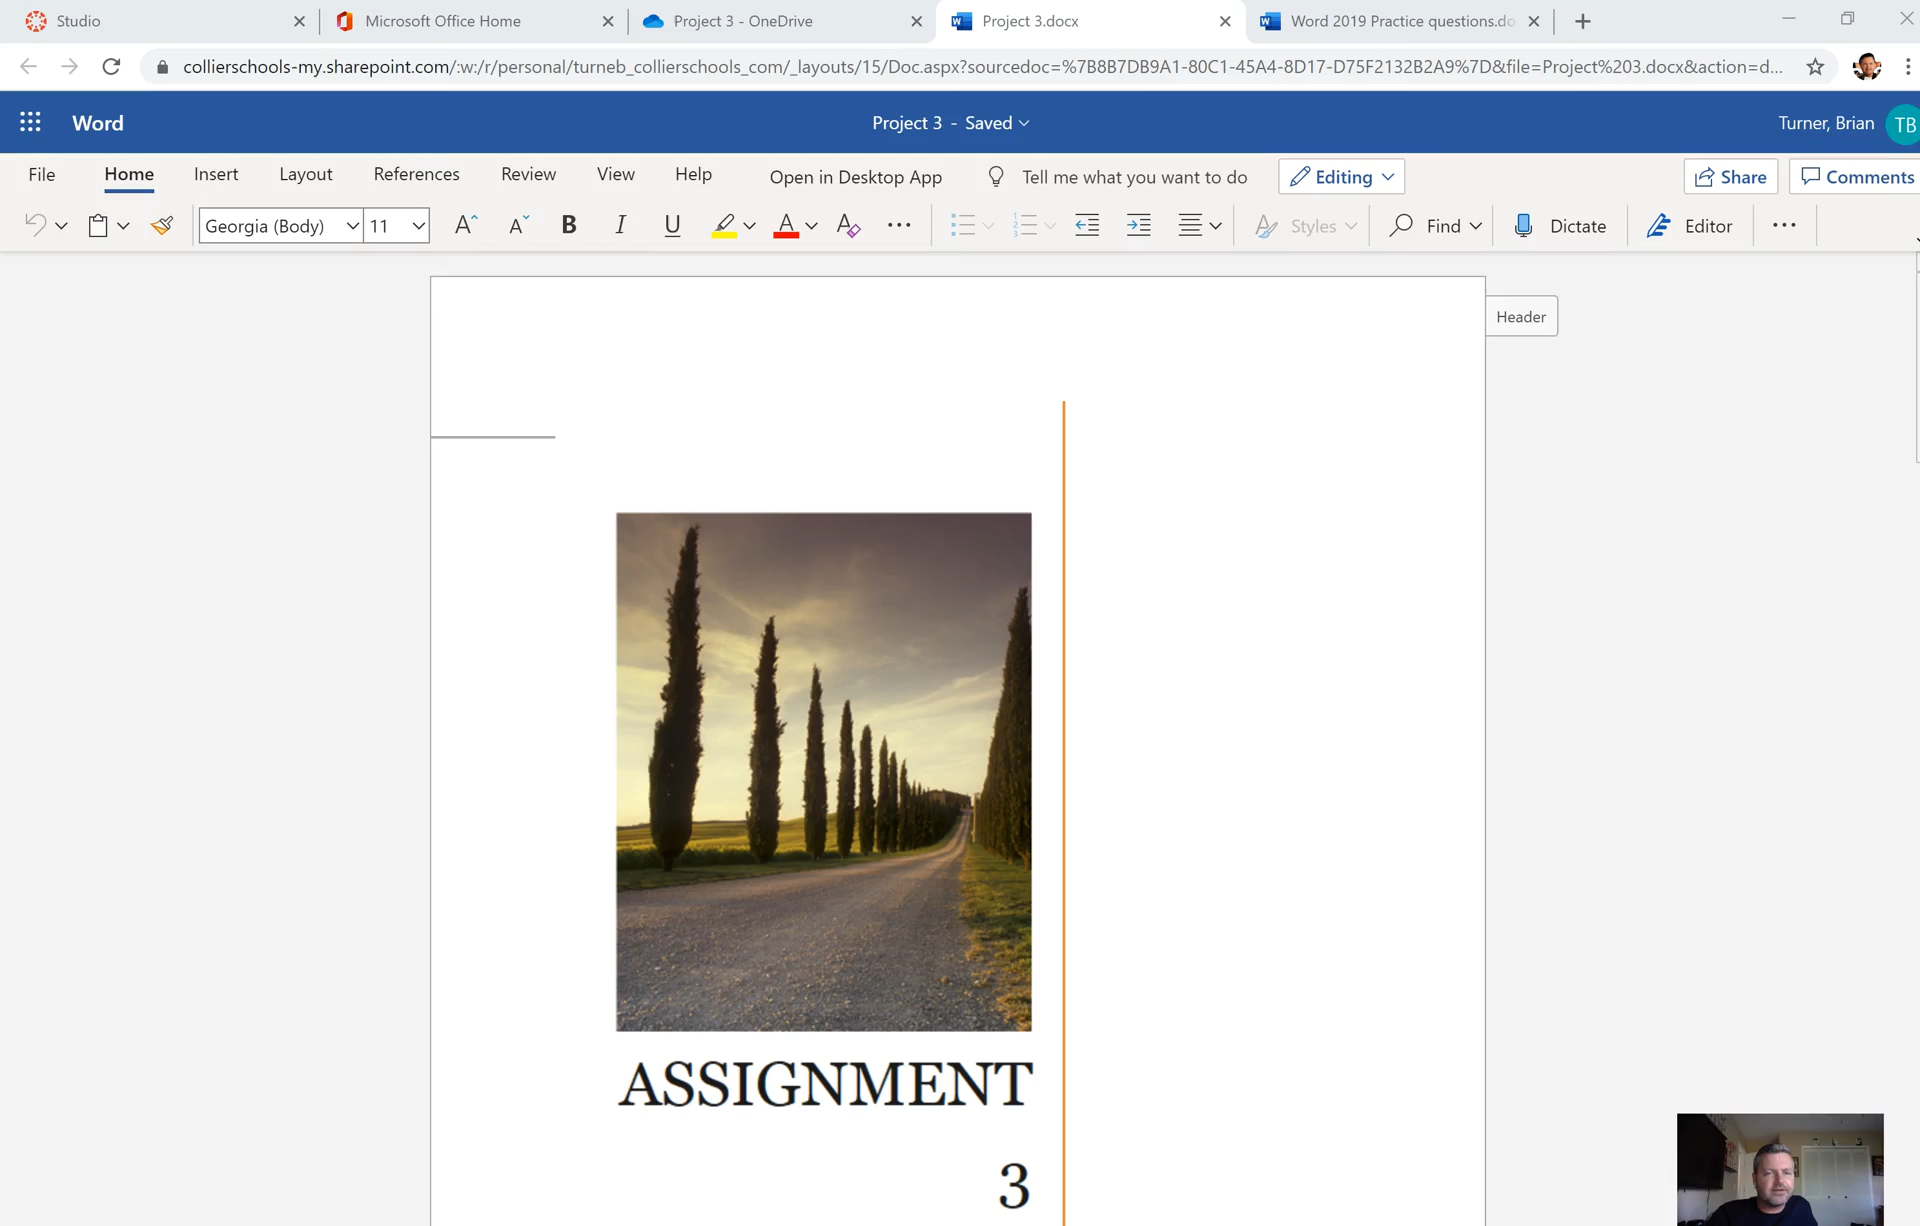 Studio
Microsoft Office Home
Project 3 - OneDrive
Project 3.docx
Word 2019 Practice questions.do
collierschools-my.sharepoint.com/:w:/r/personal/turneb_collierschools_com/_layouts/15/Doc.aspx?sourcedoc=%7B8B7DB9A1-80C1-45A4-8D17-D75F2132B2A9%7D&file=Project%203.docx&action=d...
Word
Project 3 - Saved
Turner, Brian
TB
File Home Insert Layout References Review View Help Open in Desktop App Tell me what you want to do Editing Share Comments
Georgia (Body) 11 B I U Styles Find Dictate Editor
Header
ASSIGNMENT
3